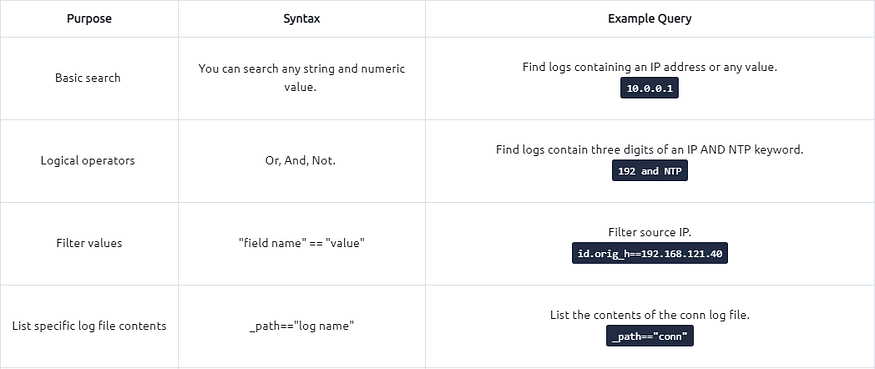 Purpose
Syntax
Example Query
Basic search
You can search any string and numeric
value.
Find logs containing an IP address or any value.
10.0.0.1
Logical operators
Or, And, Not.
Find logs contain three digits of an IP AND NTP keyword.
192 and NTP
Filter values
"field name" == "value"
Filter source IP.
id.orig_h==192.168.121.40
List specific log file contents
_path=="log name"
List the contents of the conn log file.
_path=="conn"